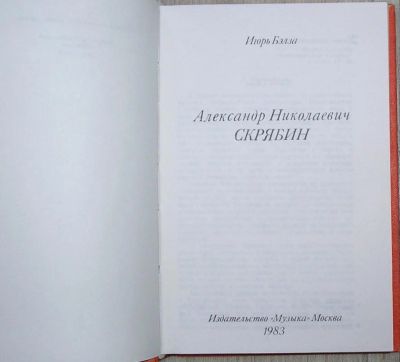 Игорь Бэлза
Александр Николаевич
СКРЯБИН
Издательство «Музыка» Москва
1983